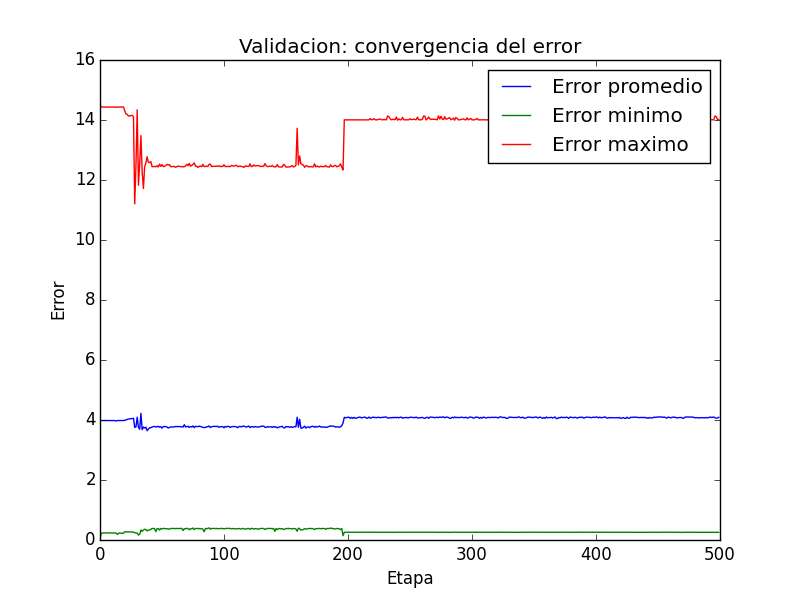 Validacion: convergencia del error
16
14
12
10
8
6
4
2
0
Error
Error promedio
Error minimo
Error maximo
0 100 200 300 400 500
Etapa